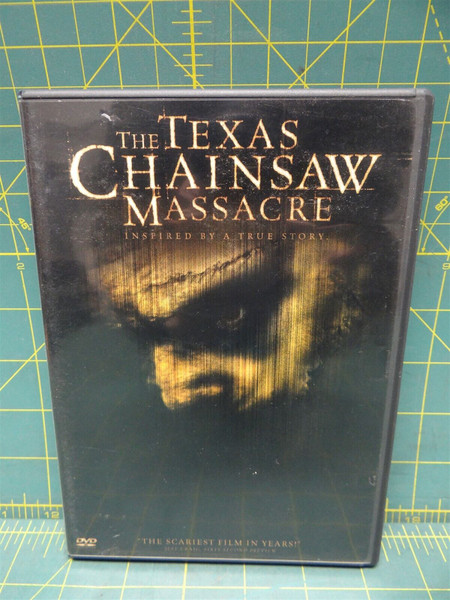 THE TEXAS
CHAINSAW
MASSACRE
INSPIRED BY A TRUE STORY.
"THE SCARIEST FILM IN YEARS!"
DVD